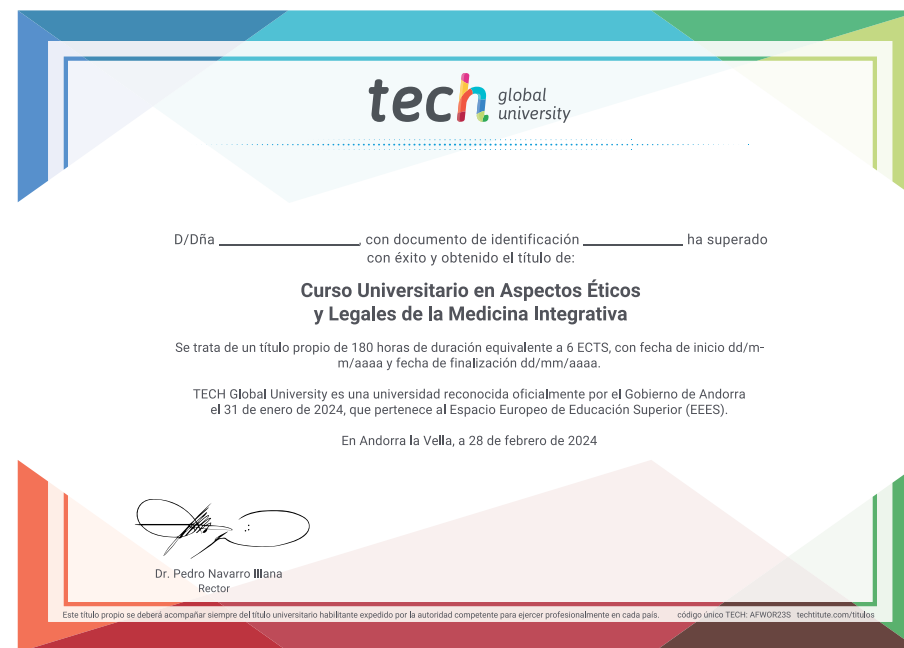 tech global university
D/Dña ____________________, con documento de identificación ______________ ha superado
con éxito y obtenido el título de:
Curso Universitario en Aspectos Éticos
y Legales de la Medicina Integrativa
Se trata de un título propio de 180 horas de duración equivalente a 6 ECTS, con fecha de inicio dd/m-
m/aaaa y fecha de finalización dd/mm/aaaa.
TECH Global University es una universidad reconocida oficialmente por el Gobierno de Andorra
el 31 de enero de 2024, que pertenece al Espacio Europeo de Educación Superior (EEES).
En Andorra la Vella, a 28 de febrero de 2024
Dr. Pedro Navarro Illana
Rector
Este título propio se deberá acompañar siempre del título universitario habilitante expedido por la autoridad competente para ejercer profesionalmente en cada país. código único TECH: AFWOR23S techtitute.com/titulos